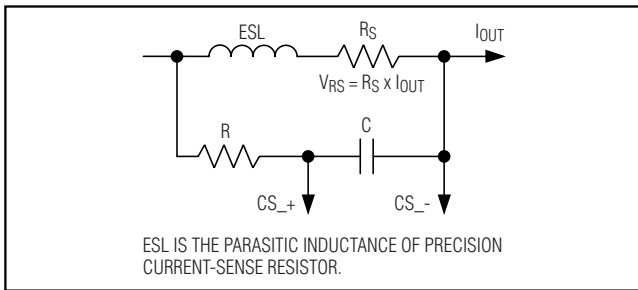 ESL
RS
IOUT
VRS = RS x IOUT
R
C
CS_+
CS_-
ESL IS THE PARASITIC INDUCTANCE OF PRECISION
CURRENT-SENSE RESISTOR.